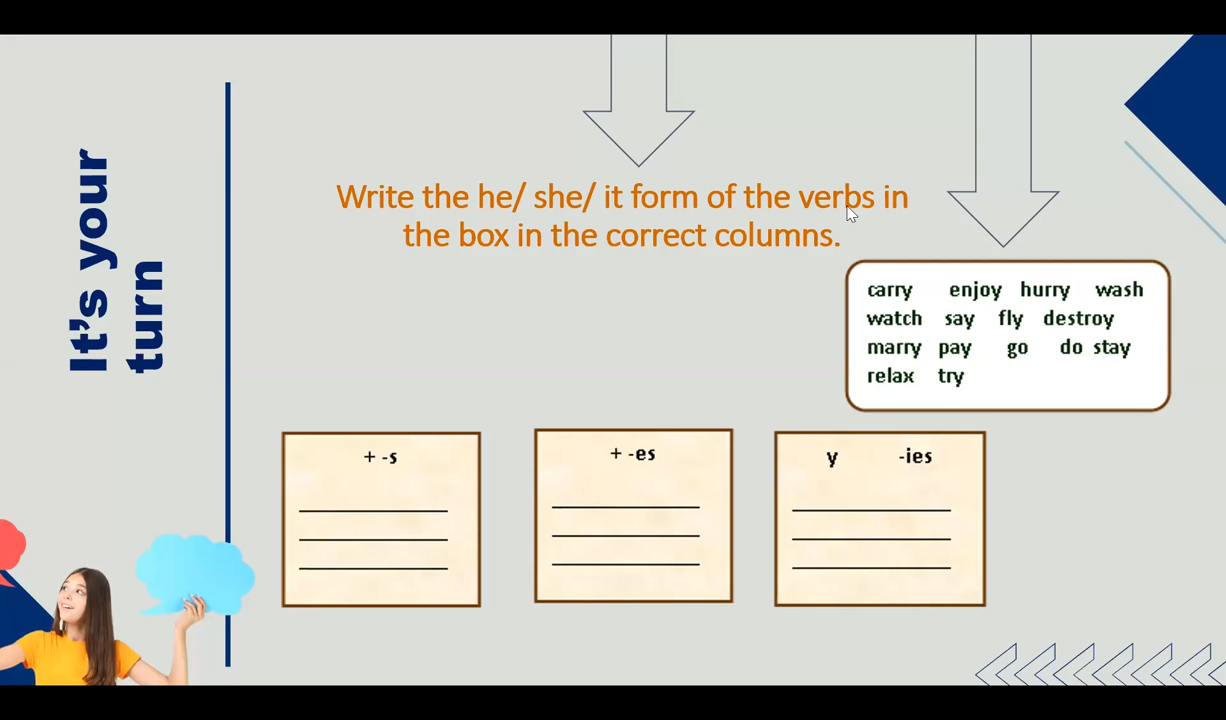 It's your
turn
Write the he/ she/ it form of the verbs in
the box in the correct columns.
carry enjoy hurry wash
watch say fly destroy
marry pay go do stay
relax try
+ -s
+ -es
y -ies